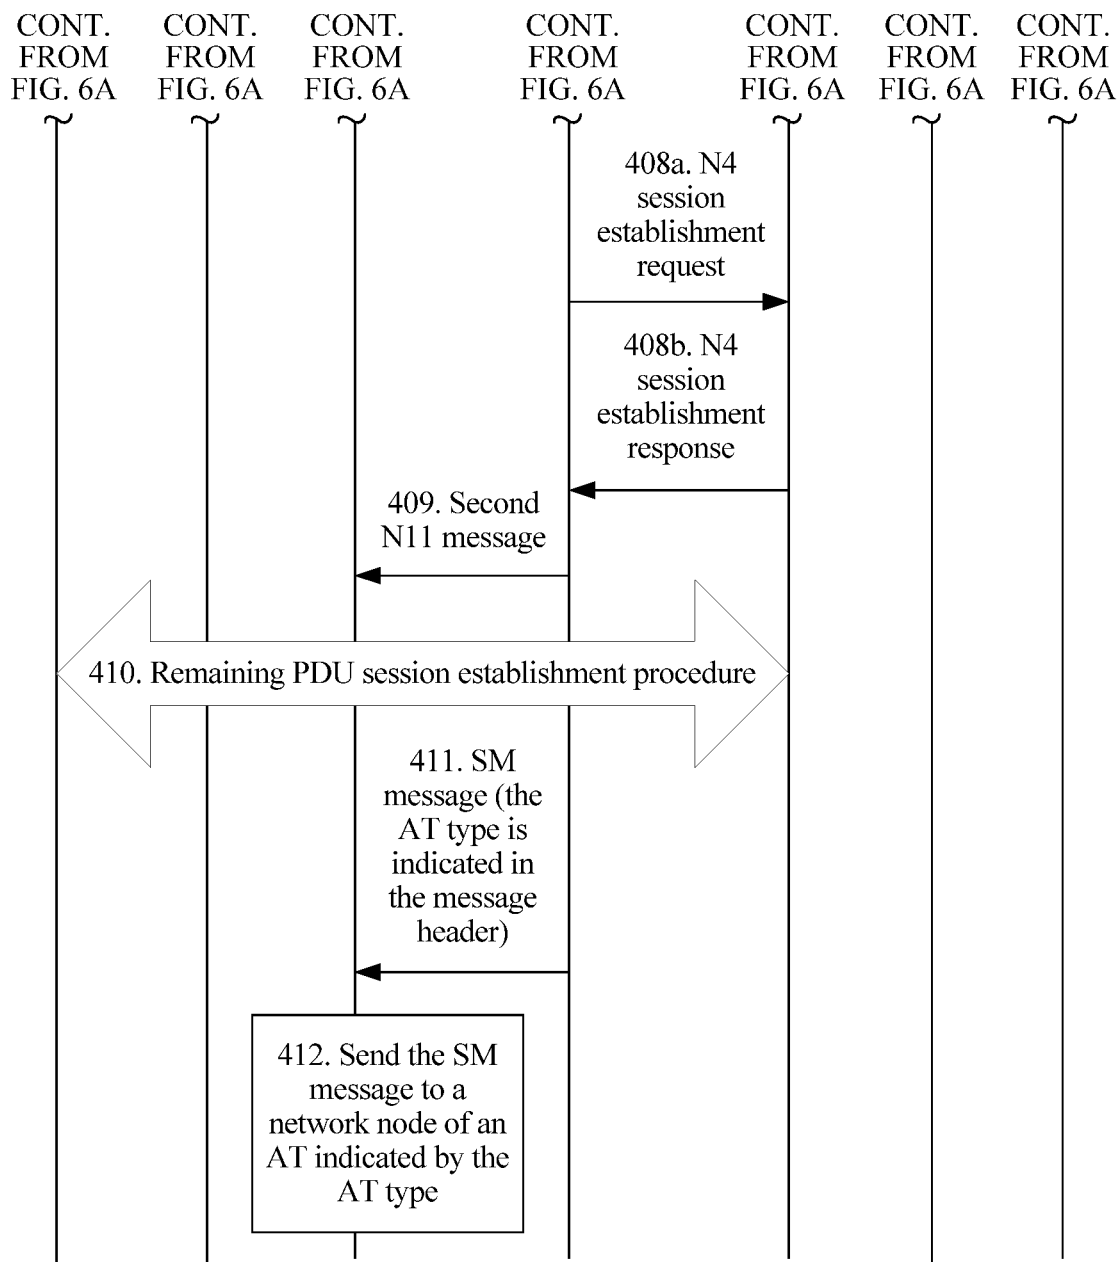 CONT.
FROM
FIG. 6A
CONT.
FROM
FIG. 6A
CONT.
FROM
FIG. 6A
CONT.
FROM
FIG. 6A
CONT.
FROM
FIG. 6A
CONT.
FROM
FIG. 6A
CONT.
FROM
FIG. 6A
408a. N4
session
establishment
request
408b. N4
session
establishment
response
409. Second
N11 message
410. Remaining PDU session establishment procedure
411. SM
message (the
AT type is
indicated in
the message
header)
412. Send the SM
message to a
network node of an
AT indicated by the
AT type